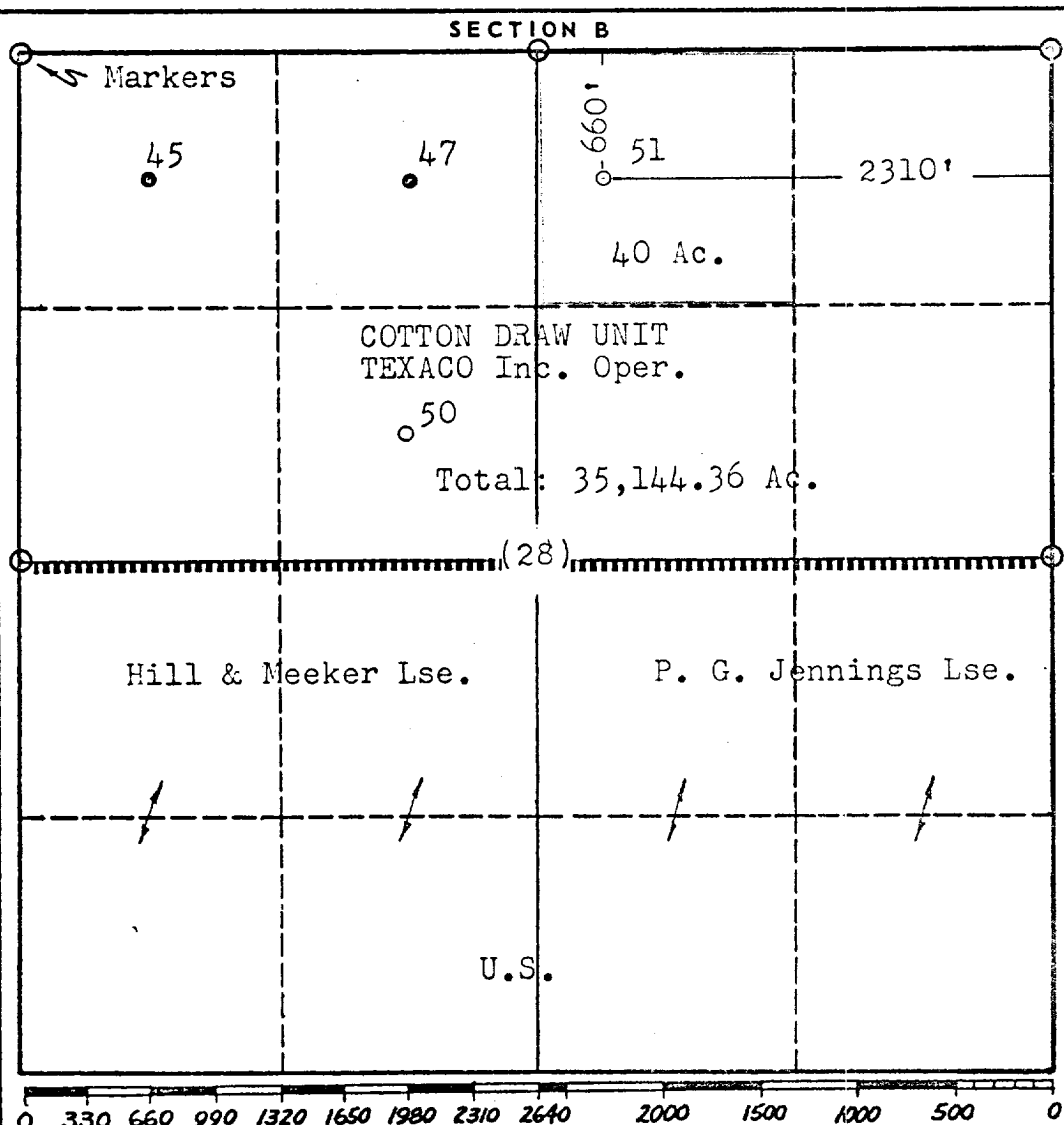 SECTION B
Markers
45
47
660'
51
2310'
40 Ac.
COTTON DRAW UNIT
TEXACO Inc. Oper.
50
Total: 35,144.36 Ac.
(28)
Hill & Meeker Lse.
P. G. Jennings Lse.
U.S.
0 330 660 990 1320 1650 1980 2310 2640 2000 1500 1000 500 0